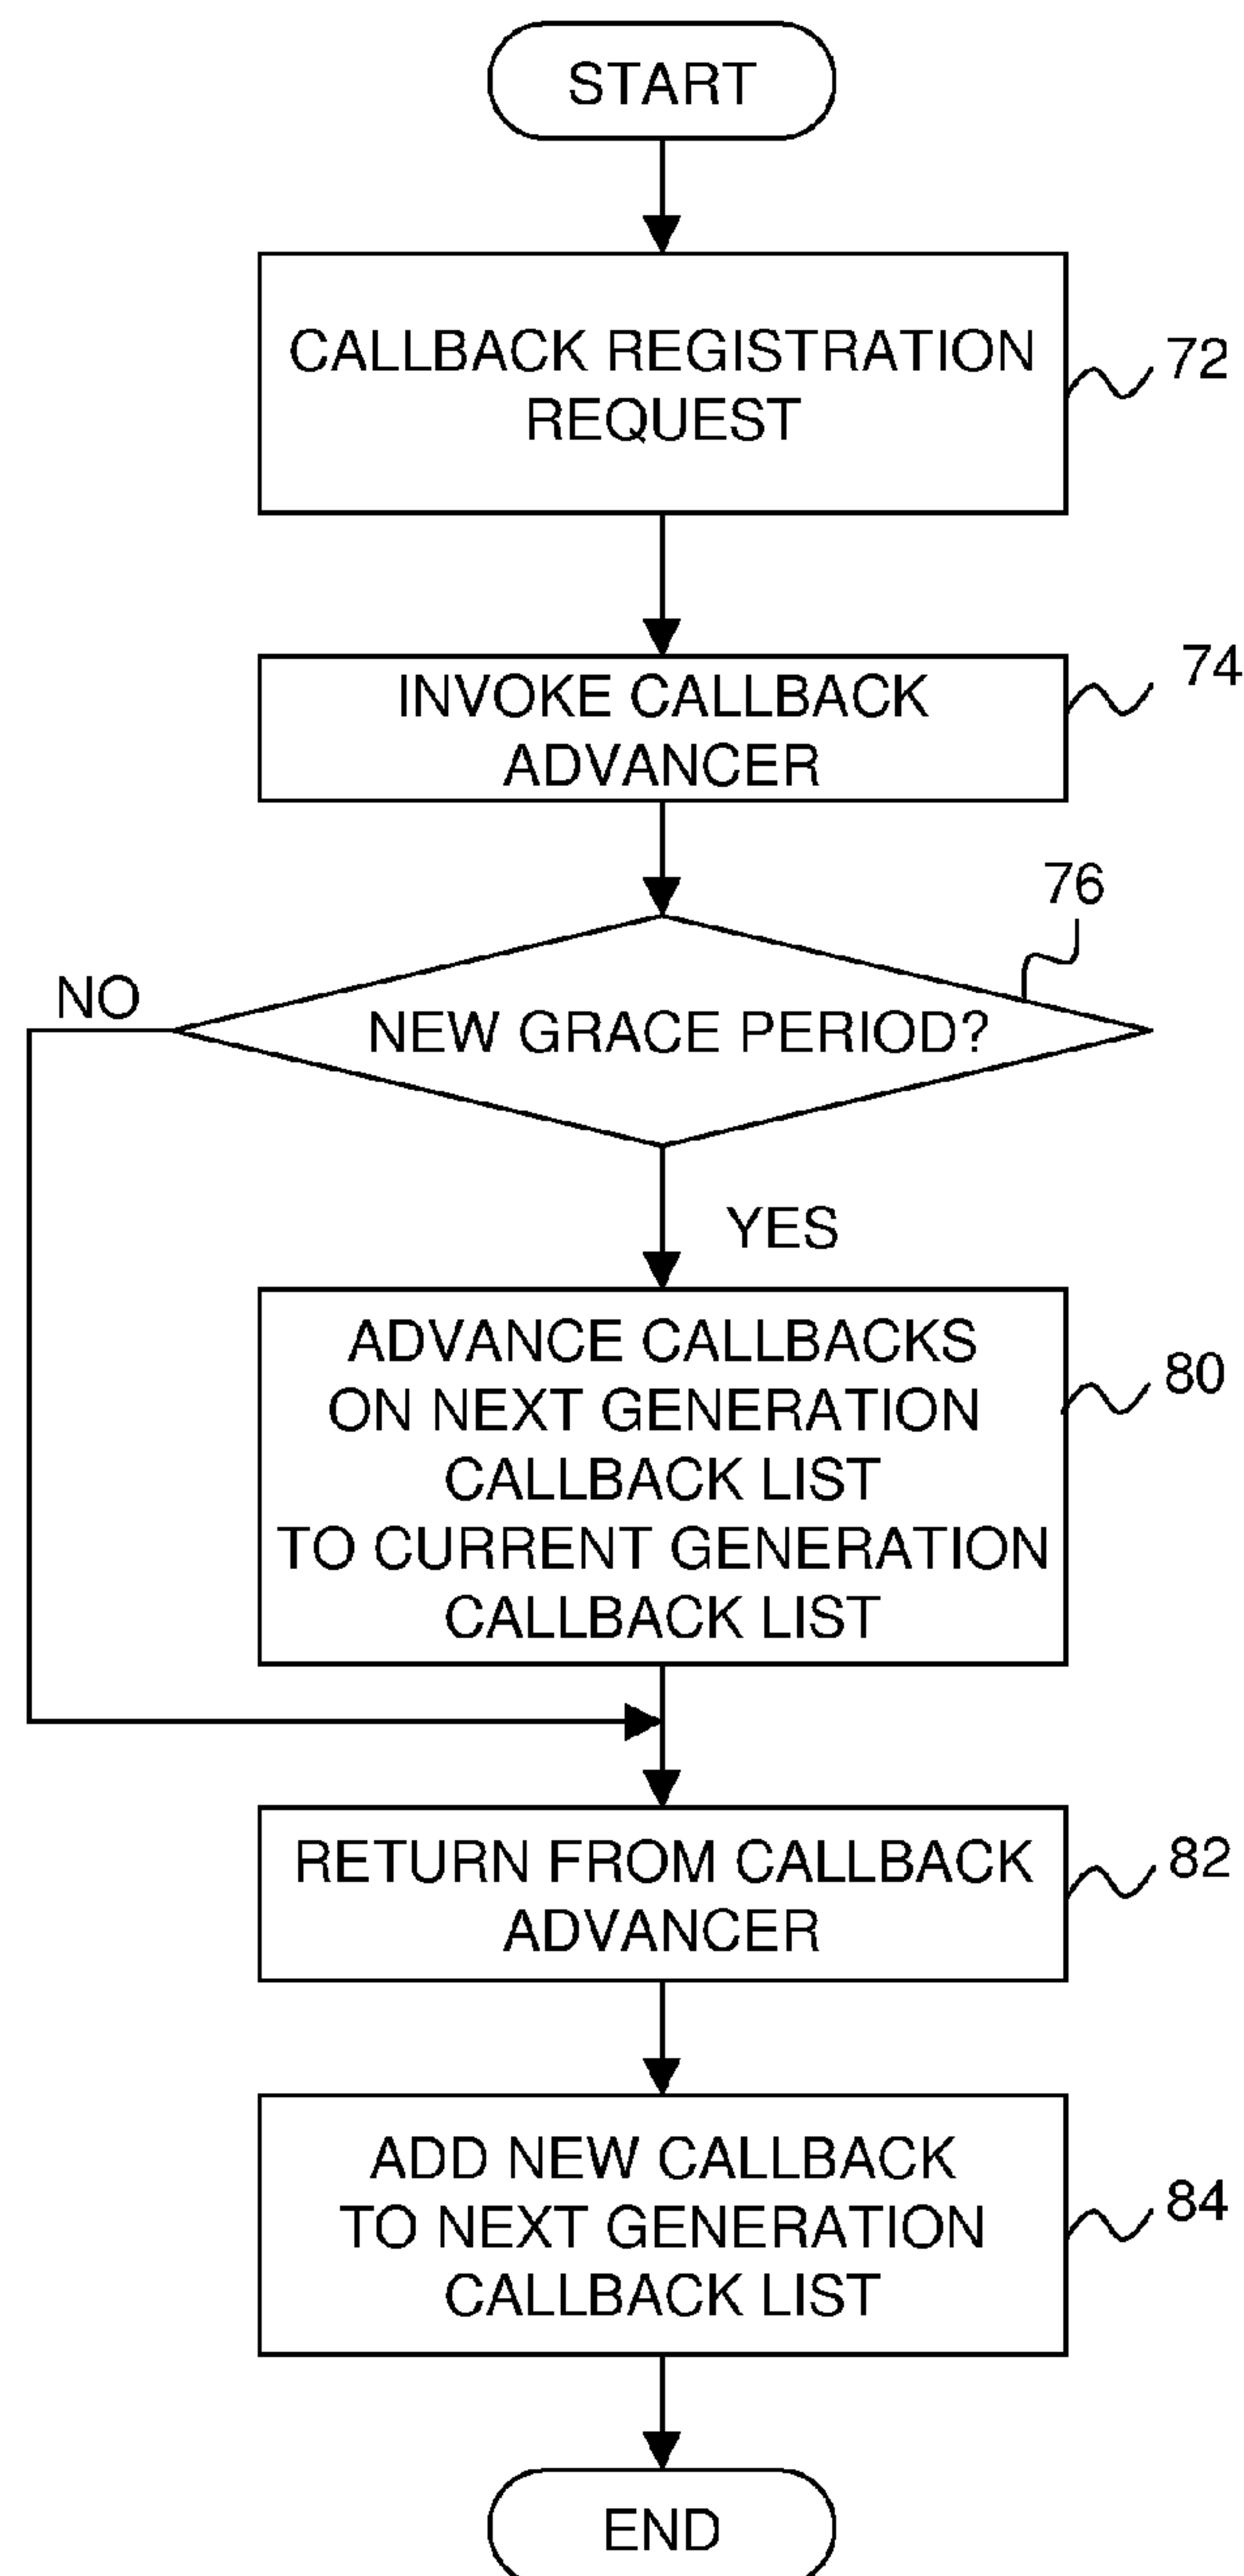 START
CALLBACK REGISTRATION
REQUEST
72
INVOKE CALLBACK
ADVANCER
74
76
NO
NEW GRACE PERIOD?
YES
ADVANCE CALLBACKS
ON NEXT GENERATION
CALLBACK LIST
TO CURRENT GENERATION
CALLBACK LIST
80
RETURN FROM CALLBACK
ADVANCER
82
ADD NEW CALLBACK
TO NEXT GENERATION
CALLBACK LIST
84
END